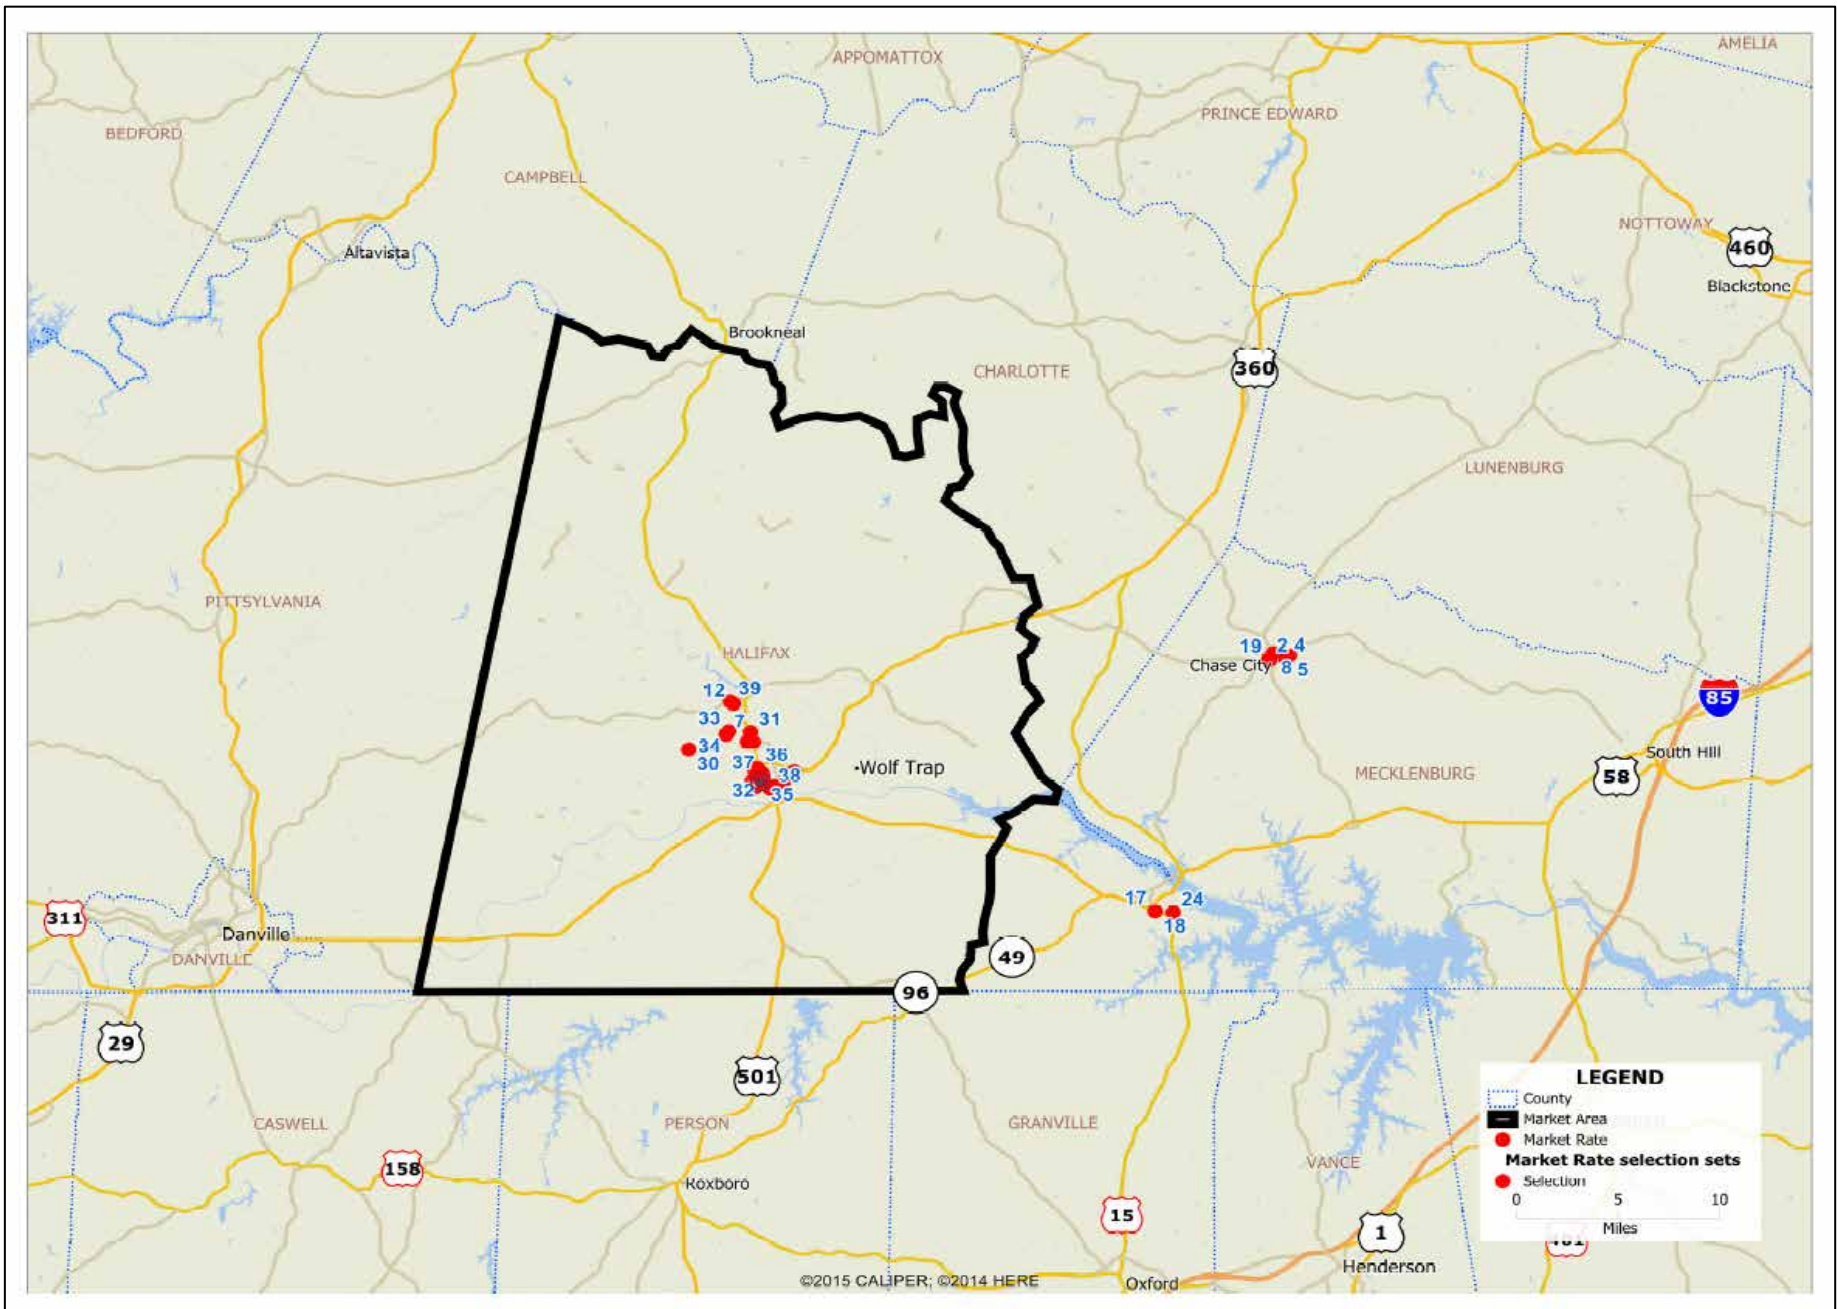 AMELIA
APPOMATTOX
PRINCE EDWARD
BEDFORD
CAMPBELL
NOTTOWAY
460
Altavista
Blackstone
Brookneal
CHARLOTTE
360
LUNENBURG
PITTSYLVANIA
HALIFAX
19 2 4
Chase City 8 5
12 39
85
33 7 31
34
36
South Hill
30
37
Wolf Trap
38
MECKLENBURG
58
32
35
17 24
18
311
Danville
DANVILLE
49
96
29
501
LEGEND
County
Market Area
Market Rate
Market Rate selection sets
Selection
0 5 10
Miles
CASWELL
PERSON
GRANVILLE
VANCE
158
Roxboro
15
1
Henderson
©2015 CALIPER; ©2014 HERE
Oxford